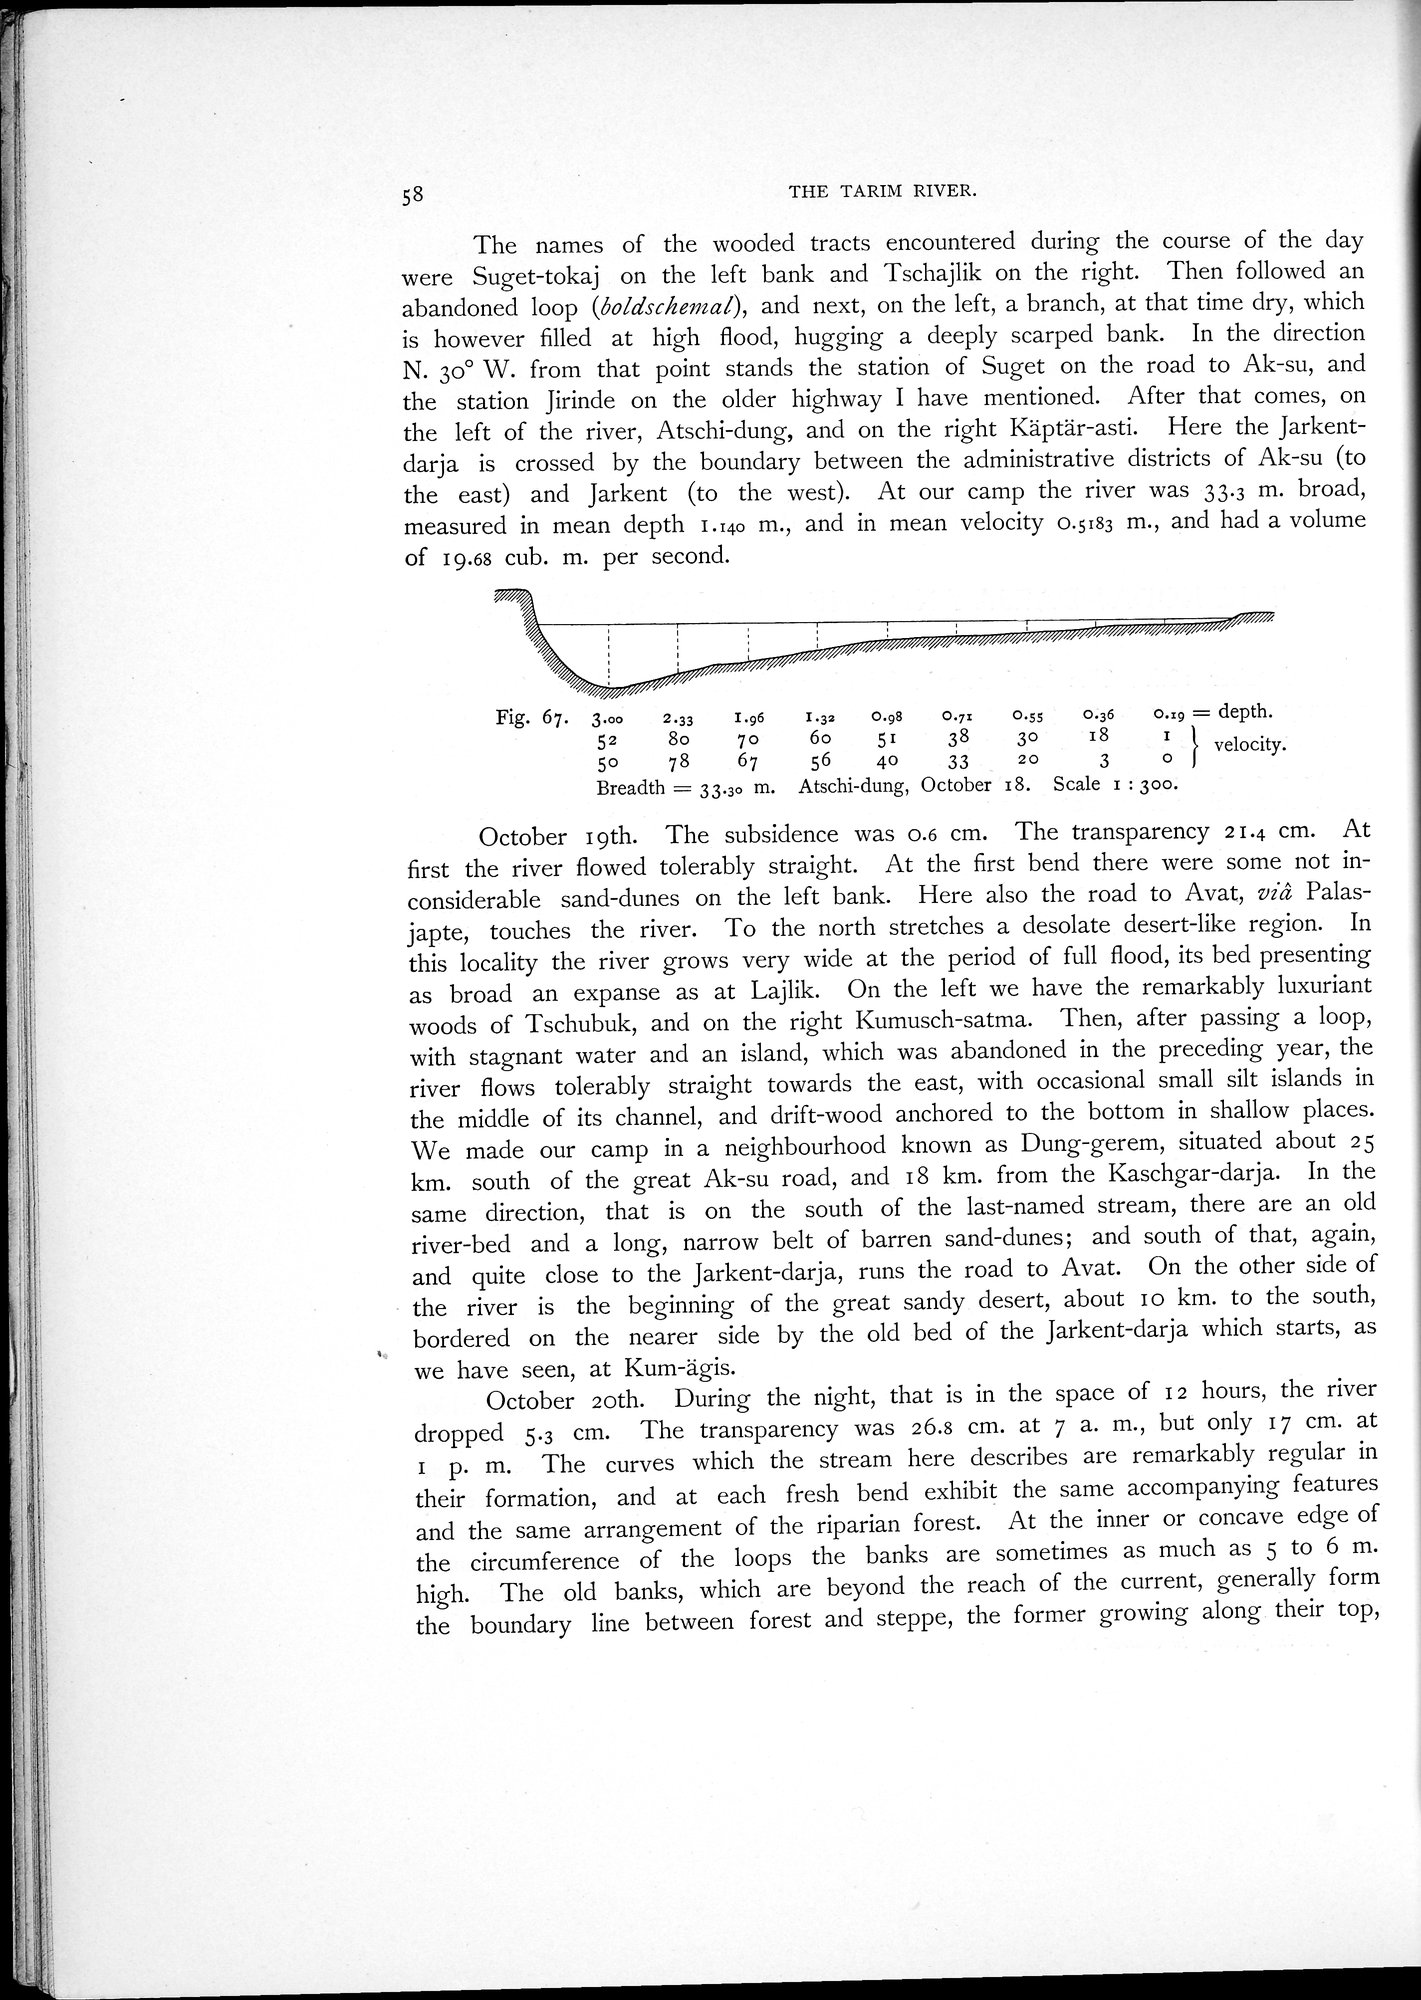 58
THE TARIM RIVER.
The names of the wooded tracts encountered during the course of the day
were Suget-tokaj on the left bank and Tschajlik on the right. Then followed an
abandoned loop (boldschemal), and next, on the left, a branch, at that time dry, which
is however filled at high flood, hugging a deeply scarped bank. In the direction
N. 30° W. from that point stands the station of Suget on the road to Ak-su, and
the station Jirinde on the older highway I have mentioned. After that comes, on
the left of the river, Atschi-dung, and on the right Käptär-asti. Here the Jarkent-
darja is crossed by the boundary between the administrative districts of Ak-su (to
the east) and Jarkent (to the west). At our camp the river was 33.3 m. broad,
measured in mean depth 1.140 m., and in mean velocity 0.5183 m., and had a volume
of 19.68 cub. m. per second.
Fig. 67. 3.00 2.33 1.96 1.32 0.98 0.71 0.55 0.36 0.19 = depth.
52 80 70 60 51 38 30 18 1
50 78 67 56 40 33 20 3 0 } velocity.
Breadth = 33.30 m. Atschi-dung, October 18. Scale 1 : 300.
October 19th. The subsidence was 0.6 cm. The transparency 21.4 cm. At
first the river flowed tolerably straight. At the first bend there were some not in-
considerable sand-dunes on the left bank. Here also the road to Avat, viâ Palas-
japte, touches the river. To the north stretches a desolate desert-like region. In
this locality the river grows very wide at the period of full flood, its bed presenting
as broad an expanse as at Lajlik. On the left we have the remarkably luxuriant
woods of Tschubuk, and on the right Kumusch-satma. Then, after passing a loop,
with stagnant water and an island, which was abandoned in the preceding year, the
river flows tolerably straight towards the east, with occasional small silt islands in
the middle of its channel, and drift-wood anchored to the bottom in shallow places.
We made our camp in a neighbourhood known as Dung-gerem, situated about 25
km. south of the great Ak-su road, and 18 km. from the Kaschgar-darja. In the
same direction, that is on the south of the last-named stream, there are an old
river-bed and a long, narrow belt of barren sand-dunes; and south of that, again,
and quite close to the Jarkent-darja, runs the road to Avat. On the other side of
the river is the beginning of the great sandy desert, about 10 km. to the south,
bordered on the nearer side by the old bed of the Jarkent-darja which starts, as
we have seen, at Kum-ägis.
October 20th. During the night, that is in the space of 12 hours, the river
dropped 5.3 cm. The transparency was 26.8 cm. at 7 a. m., but only 17 cm. at
1 p. m. The curves which the stream here describes are remarkably regular in
their formation, and at each fresh bend exhibit the same accompanying features
and the same arrangement of the riparian forest. At the inner or concave edge of
the circumference of the loops the banks are sometimes as much as 5 to 6 m.
high. The old banks, which are beyond the reach of the current, generally form
the boundary line between forest and steppe, the former growing along their top,